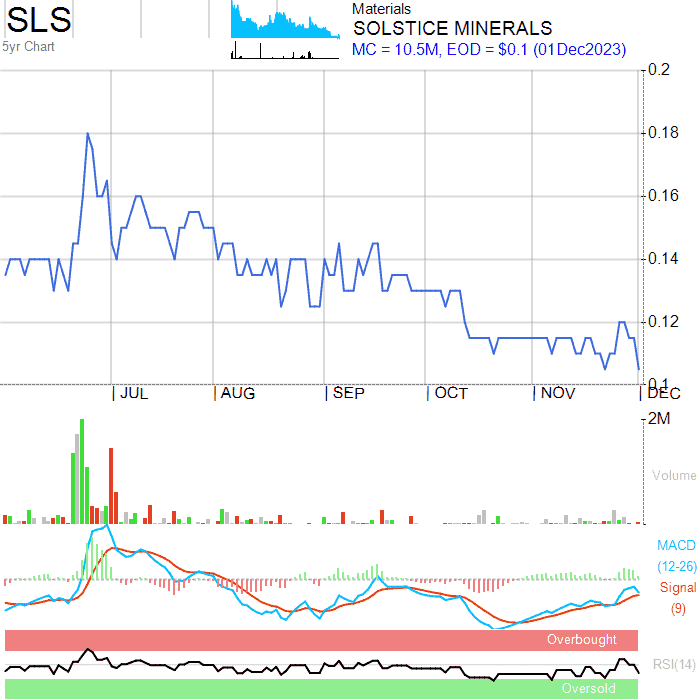 SLS
5yr Chart
Materials
SOLSTICE MINERALS
MC = 10.5M, EOD = $0.1 (01Dec2023)
0.2
0.18
0.16
0.14
0.12
0.1
JUL AUG SEP OCT NOV DEC
2M
Volume
MACD
(12-26)
Signal
(9)
Overbought
RSI(14)
Oversold